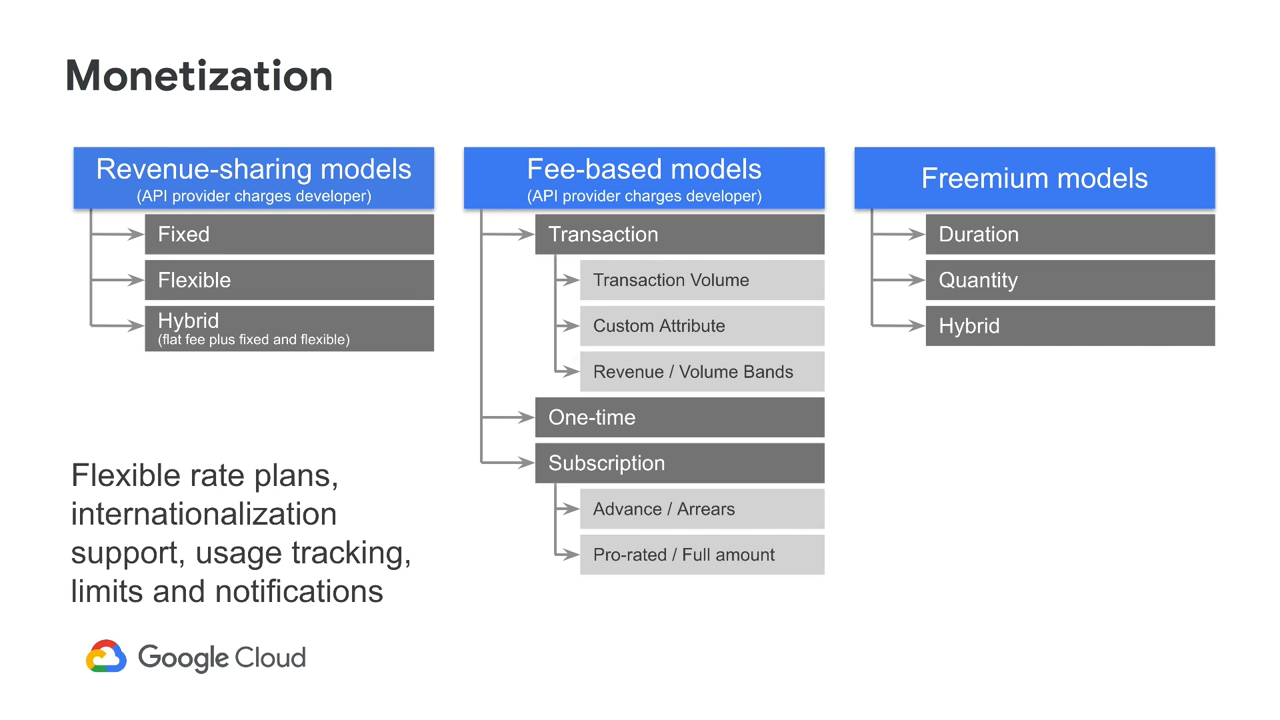 Monetization
Revenue-sharing models
(API provider charges developer)
Fixed
Flexible
Hybrid
(flat fee plus fixed and flexible)
Fee-based models
(API provider charges developer)
Transaction
Transaction Volume
Custom Attribute
Revenue / Volume Bands
One-time
Subscription
Advance / Arrears
Pro-rated / Full amount
Freemium models
Duration
Quantity
Hybrid
Flexible rate plans,
internationalization
support, usage tracking,
limits and notifications
Google Cloud